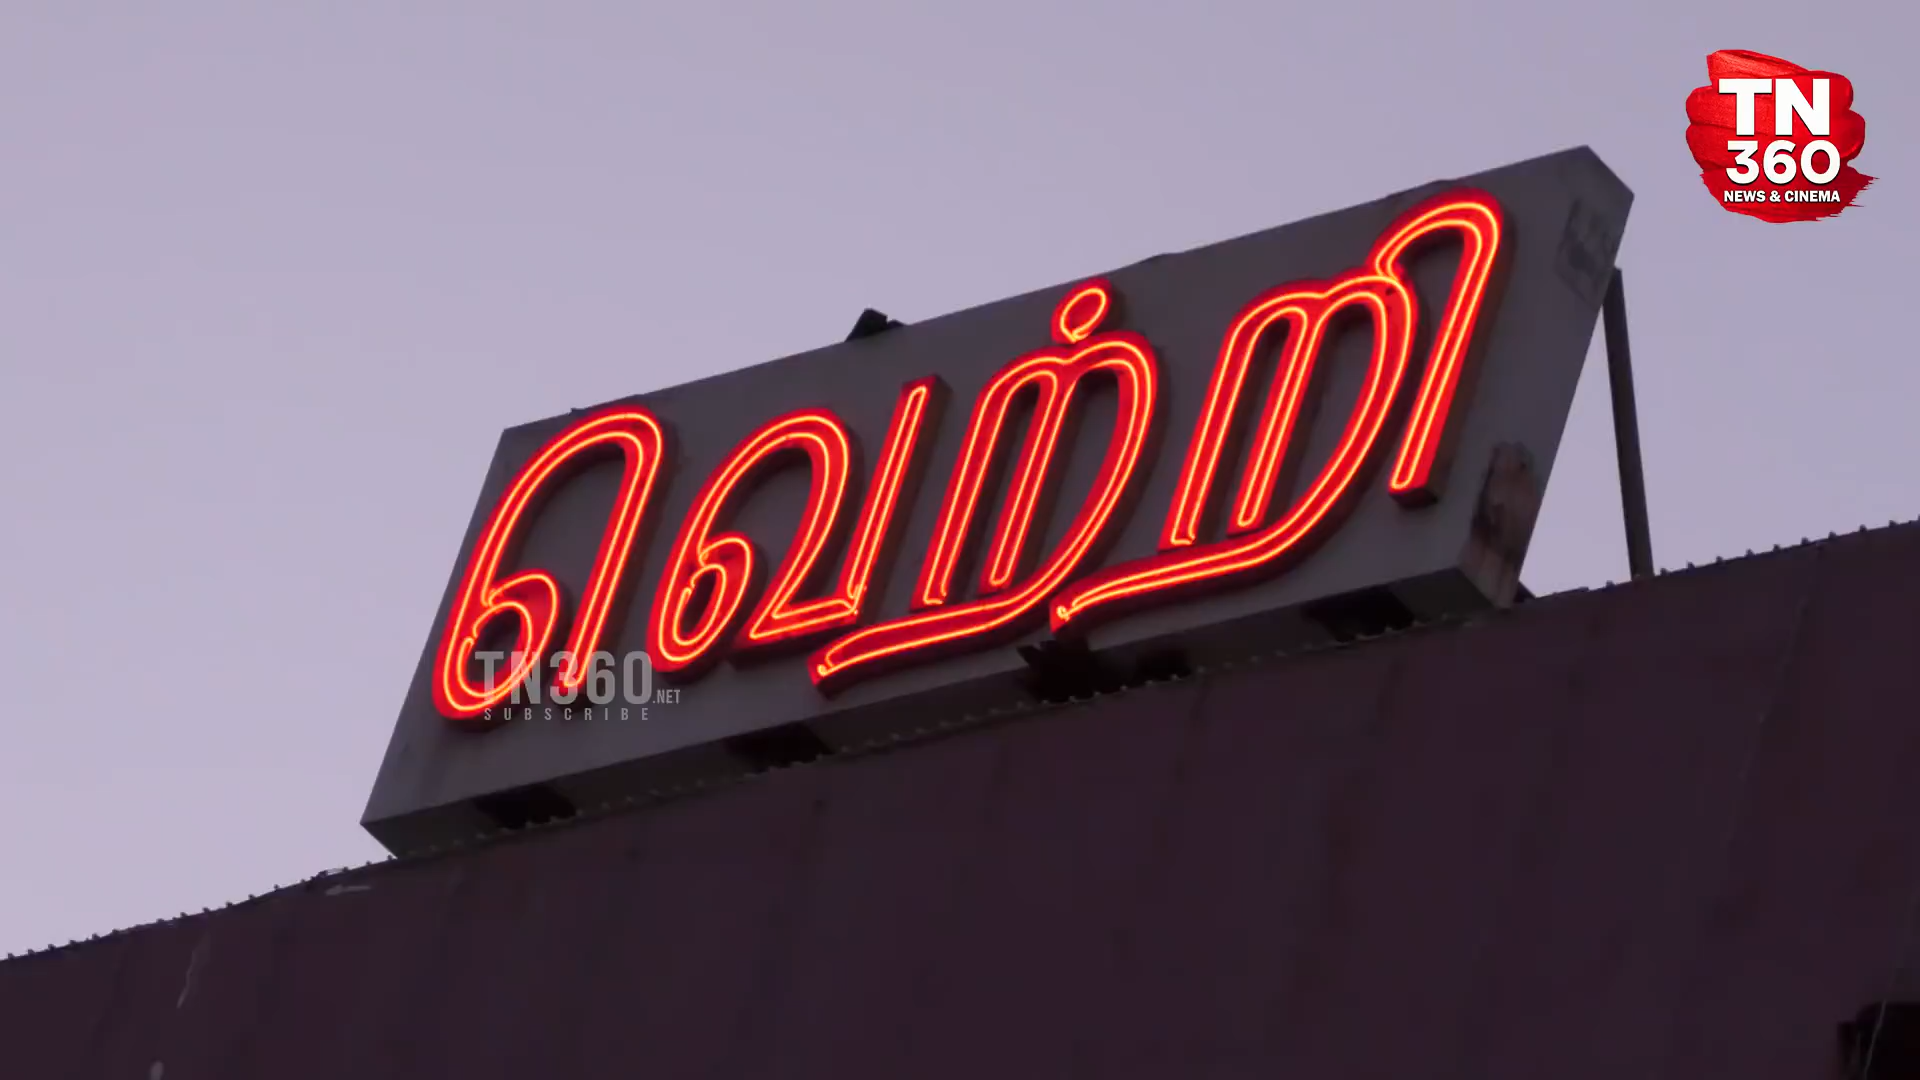 TN
360
NEWS & CINEMA
வெற்றி
TN360.NET
SUBSCRIBE